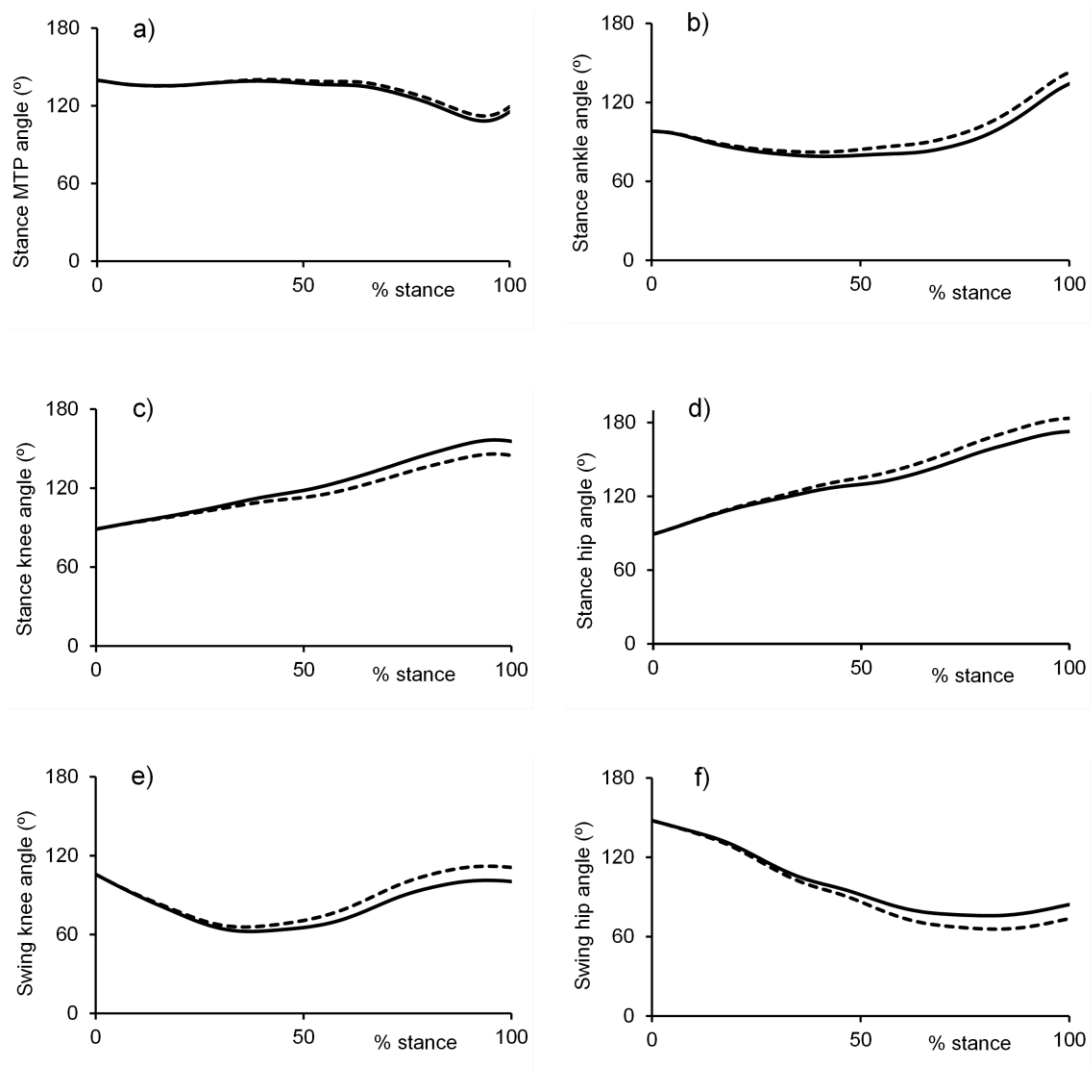 a)
180
120
60
0
Stance MTP angle (º)
0
50
% stance
100
b)
180
120
60
0
Stance ankle angle (º)
0
50
% stance
100
c)
180
120
60
0
Stance knee angle (º)
0
50
% stance
100
d)
180
120
60
0
Stance hip angle (º)
0
50
% stance
100
e)
180
120
60
0
Swing knee angle (º)
0
50
% stance
100
f)
180
120
60
0
Swing hip angle (º)
0
50
% stance
100